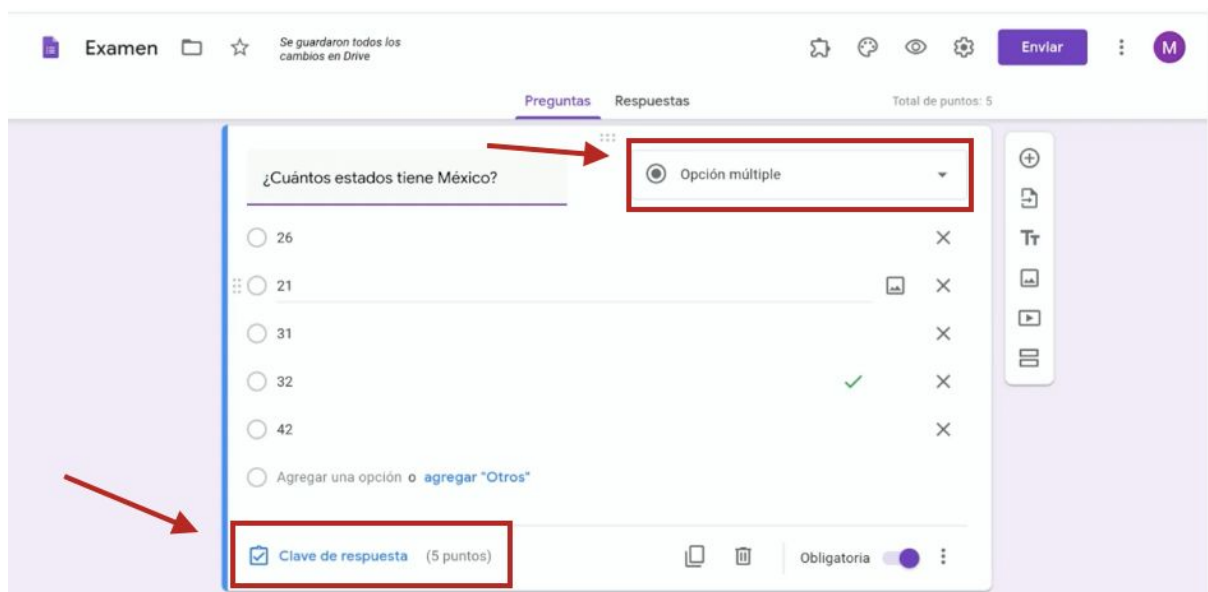 Examen
Se guardaron todos los
cambios en Drive
Enviar
M
Preguntas Respuestas
Total de puntos: 5
¿Cuántos estados tiene México?
Opción múltiple
26
21
31
32
42
Agregar una opción o agregar "Otros"
Clave de respuesta (5 puntos)
Obligatoria
Tт